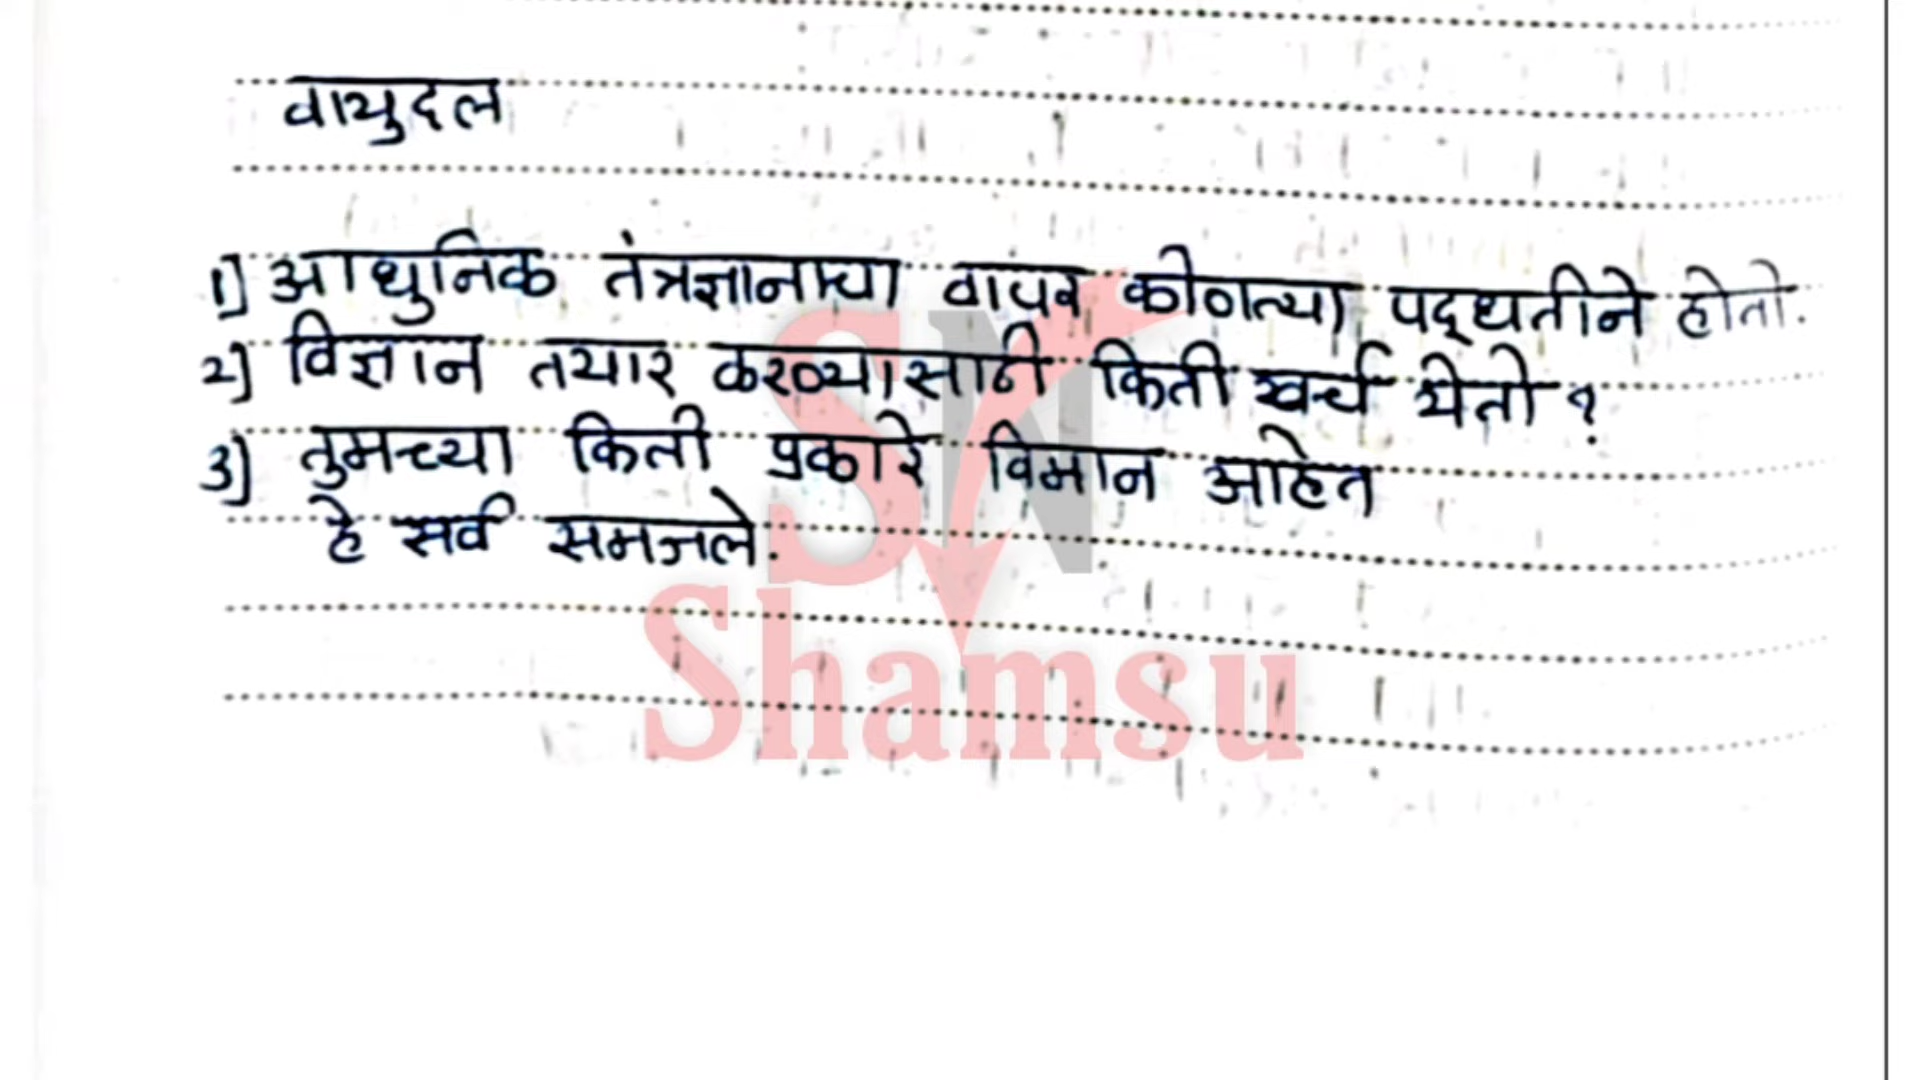 वायुदल
1) आधुनिक तंत्रज्ञानाचा वापर कोणत्या पद्धतीने होतो.
2) विज्ञान तयार करण्यासाठी किती खर्च येतो ?
3) तुमच्या किती प्रकारे विमान आहेत
हे सर्व समजले.
SN
Shamsu